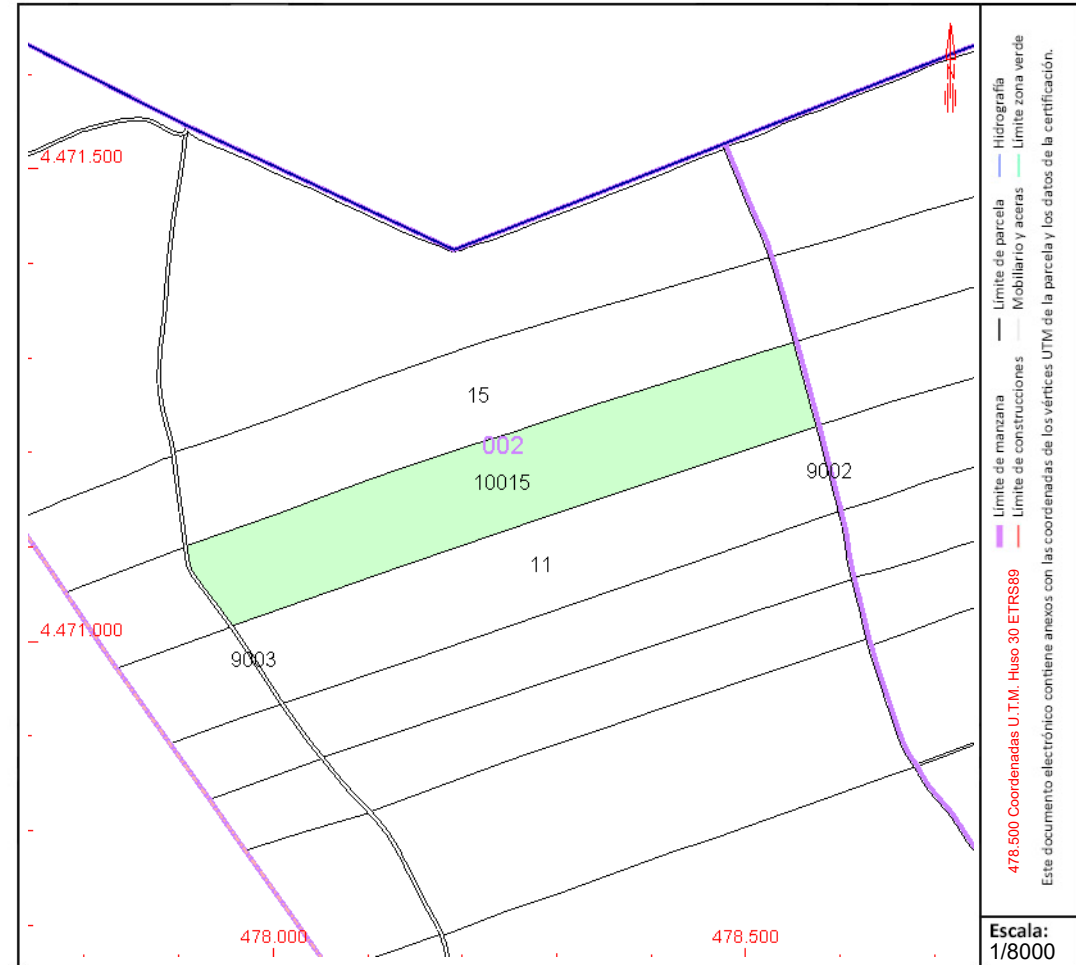 4.471.500
15
002
10015
9002
11
4.471.000
9003
478.000
478.500
N
Límite de manzana
Límite de parcela
Hidrografía
Límite de construcciones
Mobiliario y aceras
Límite zona verde
478.500 Coordenadas U.T.M. Huso 30 ETRS89
Este documento electrónico contiene anexos con las coordenadas de los vértices UTM de la parcela y los datos de la certificación.
Escala:
1/8000